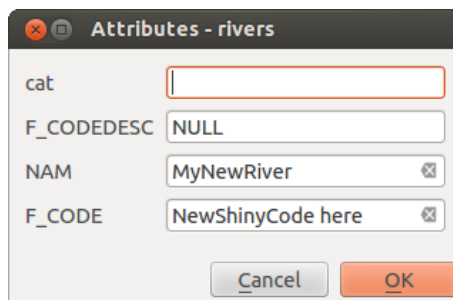 Attributes - rivers
cat
F_CODEDESC NULL
NAM MyNewRiver
F_CODE NewShinyCode here
Cancel OK